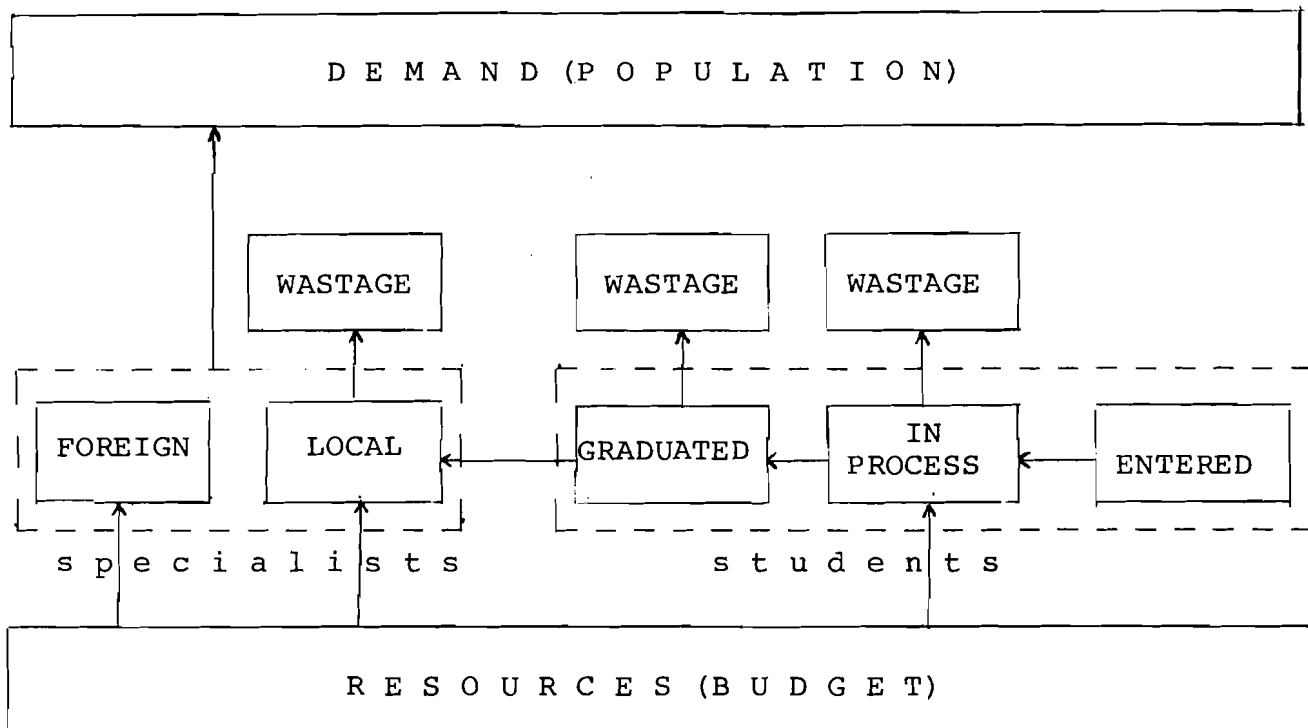 DEMAND (POPULATION)
WASTAGE WASTAGE WASTAGE
FOREIGN LOCAL GRADUATED IN PROCESS ENTERED
specialists students
RESOURCES (BUDGET)